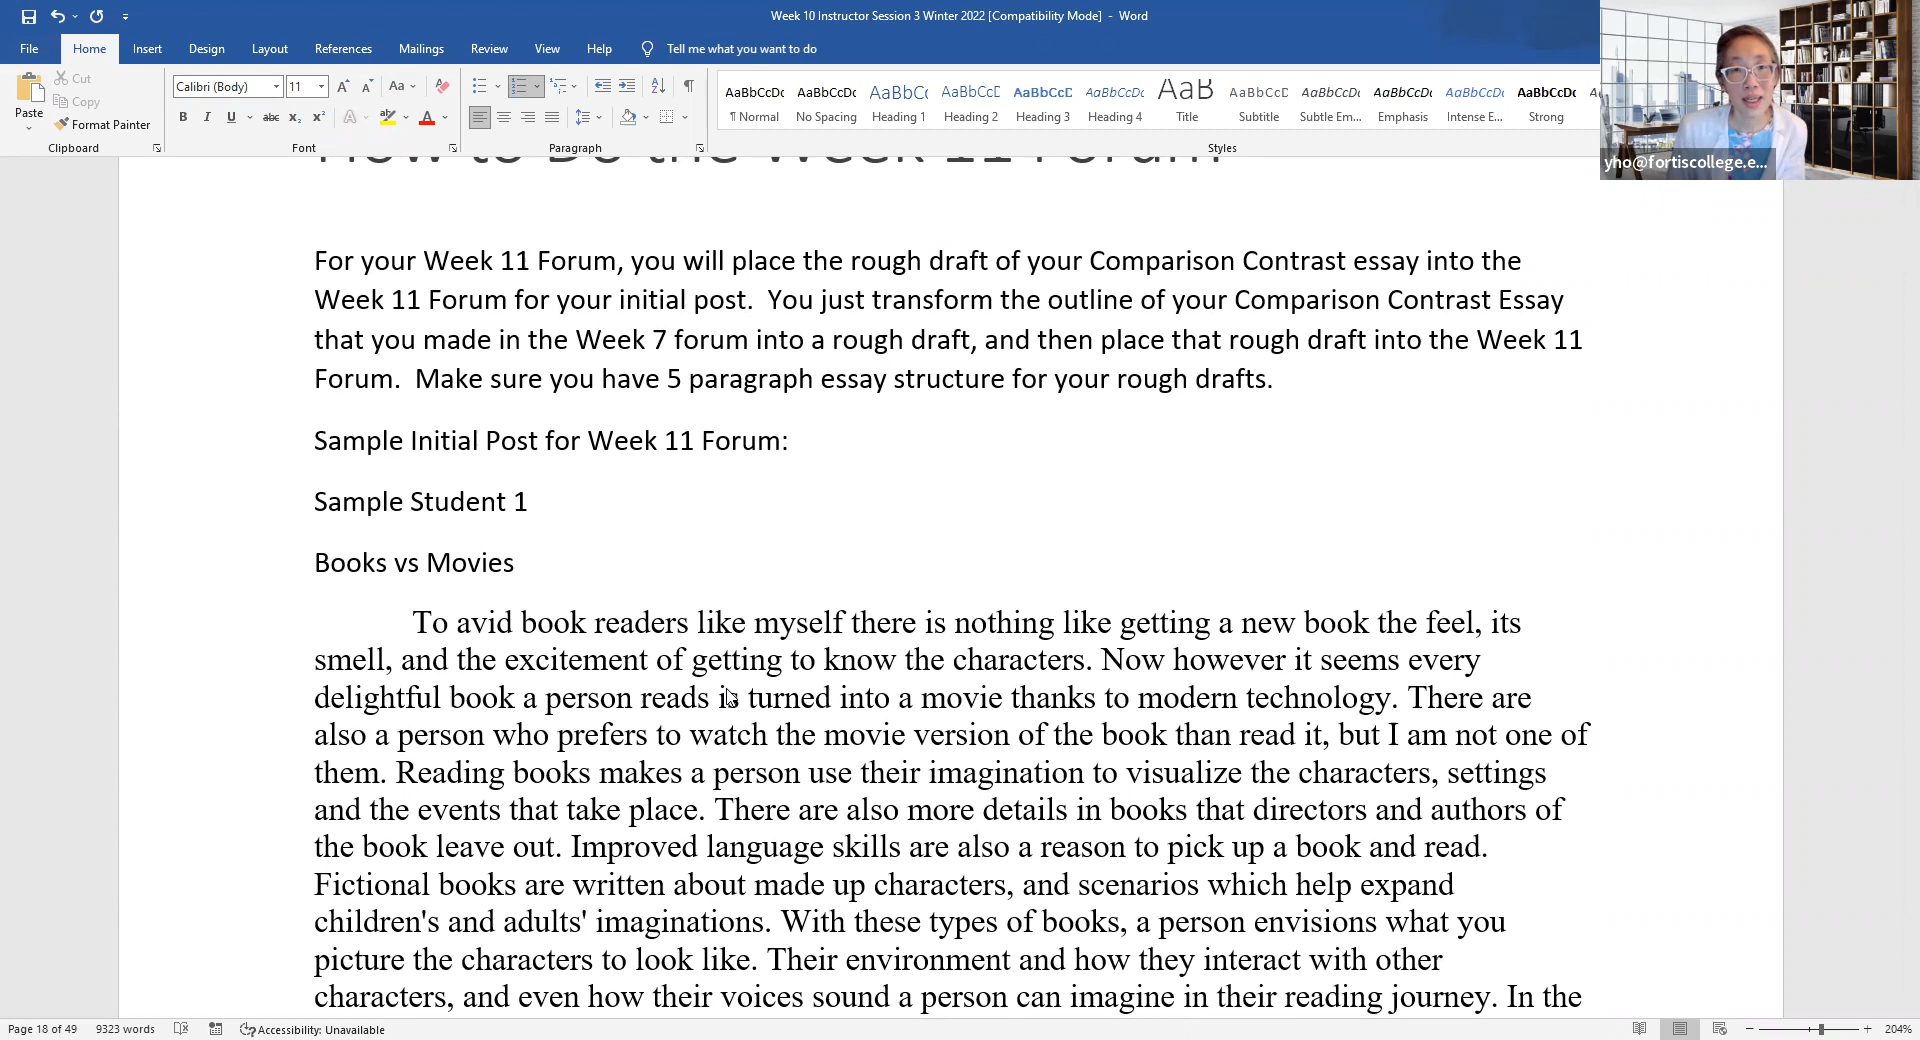 Week 10 Instructor Session 3 Winter 2022 [Compatibility Mode] - Word
File Home Insert Design Layout References Mailings Review View Help Tell me what you want to do
Paste
Cut
Copy
Format Painter
Calibri (Body) 11
AaBbCcDc AaBbCcDc AaBbC AaBbCcD AaBbCcD AaBbCcDc AaB AaBbCcD AaBbCcDc AaBbCcDc AaBbCcDc AaBbCcDc
¶ Normal No Spacing Heading 1 Heading 2 Heading 3 Heading 4 Title Subtitle Subtle Em... Emphasis Intense E... Strong
Clipboard Font Paragraph Styles
yho@fortiscollege.e...
How to Do the Week 11 Forum
For your Week 11 Forum, you will place the rough draft of your Comparison Contrast essay into the
Week 11 Forum for your initial post. You just transform the outline of your Comparison Contrast Essay
that you made in the Week 7 forum into a rough draft, and then place that rough draft into the Week 11
Forum. Make sure you have 5 paragraph essay structure for your rough drafts.
Sample Initial Post for Week 11 Forum:
Sample Student 1
Books vs Movies
To avid book readers like myself there is nothing like getting a new book the feel, its
smell, and the excitement of getting to know the characters. Now however it seems every
delightful book a person reads is turned into a movie thanks to modern technology. There are
also a person who prefers to watch the movie version of the book than read it, but I am not one of
them. Reading books makes a person use their imagination to visualize the characters, settings
and the events that take place. There are also more details in books that directors and authors of
the book leave out. Improved language skills are also a reason to pick up a book and read.
Fictional books are written about made up characters, and scenarios which help expand
children's and adults' imaginations. With these types of books, a person envisions what you
picture the characters to look like. Their environment and how they interact with other
characters, and even how their voices sound a person can imagine in their reading journey. In the
Page 18 of 49 9323 words Accessibility: Unavailable 204%